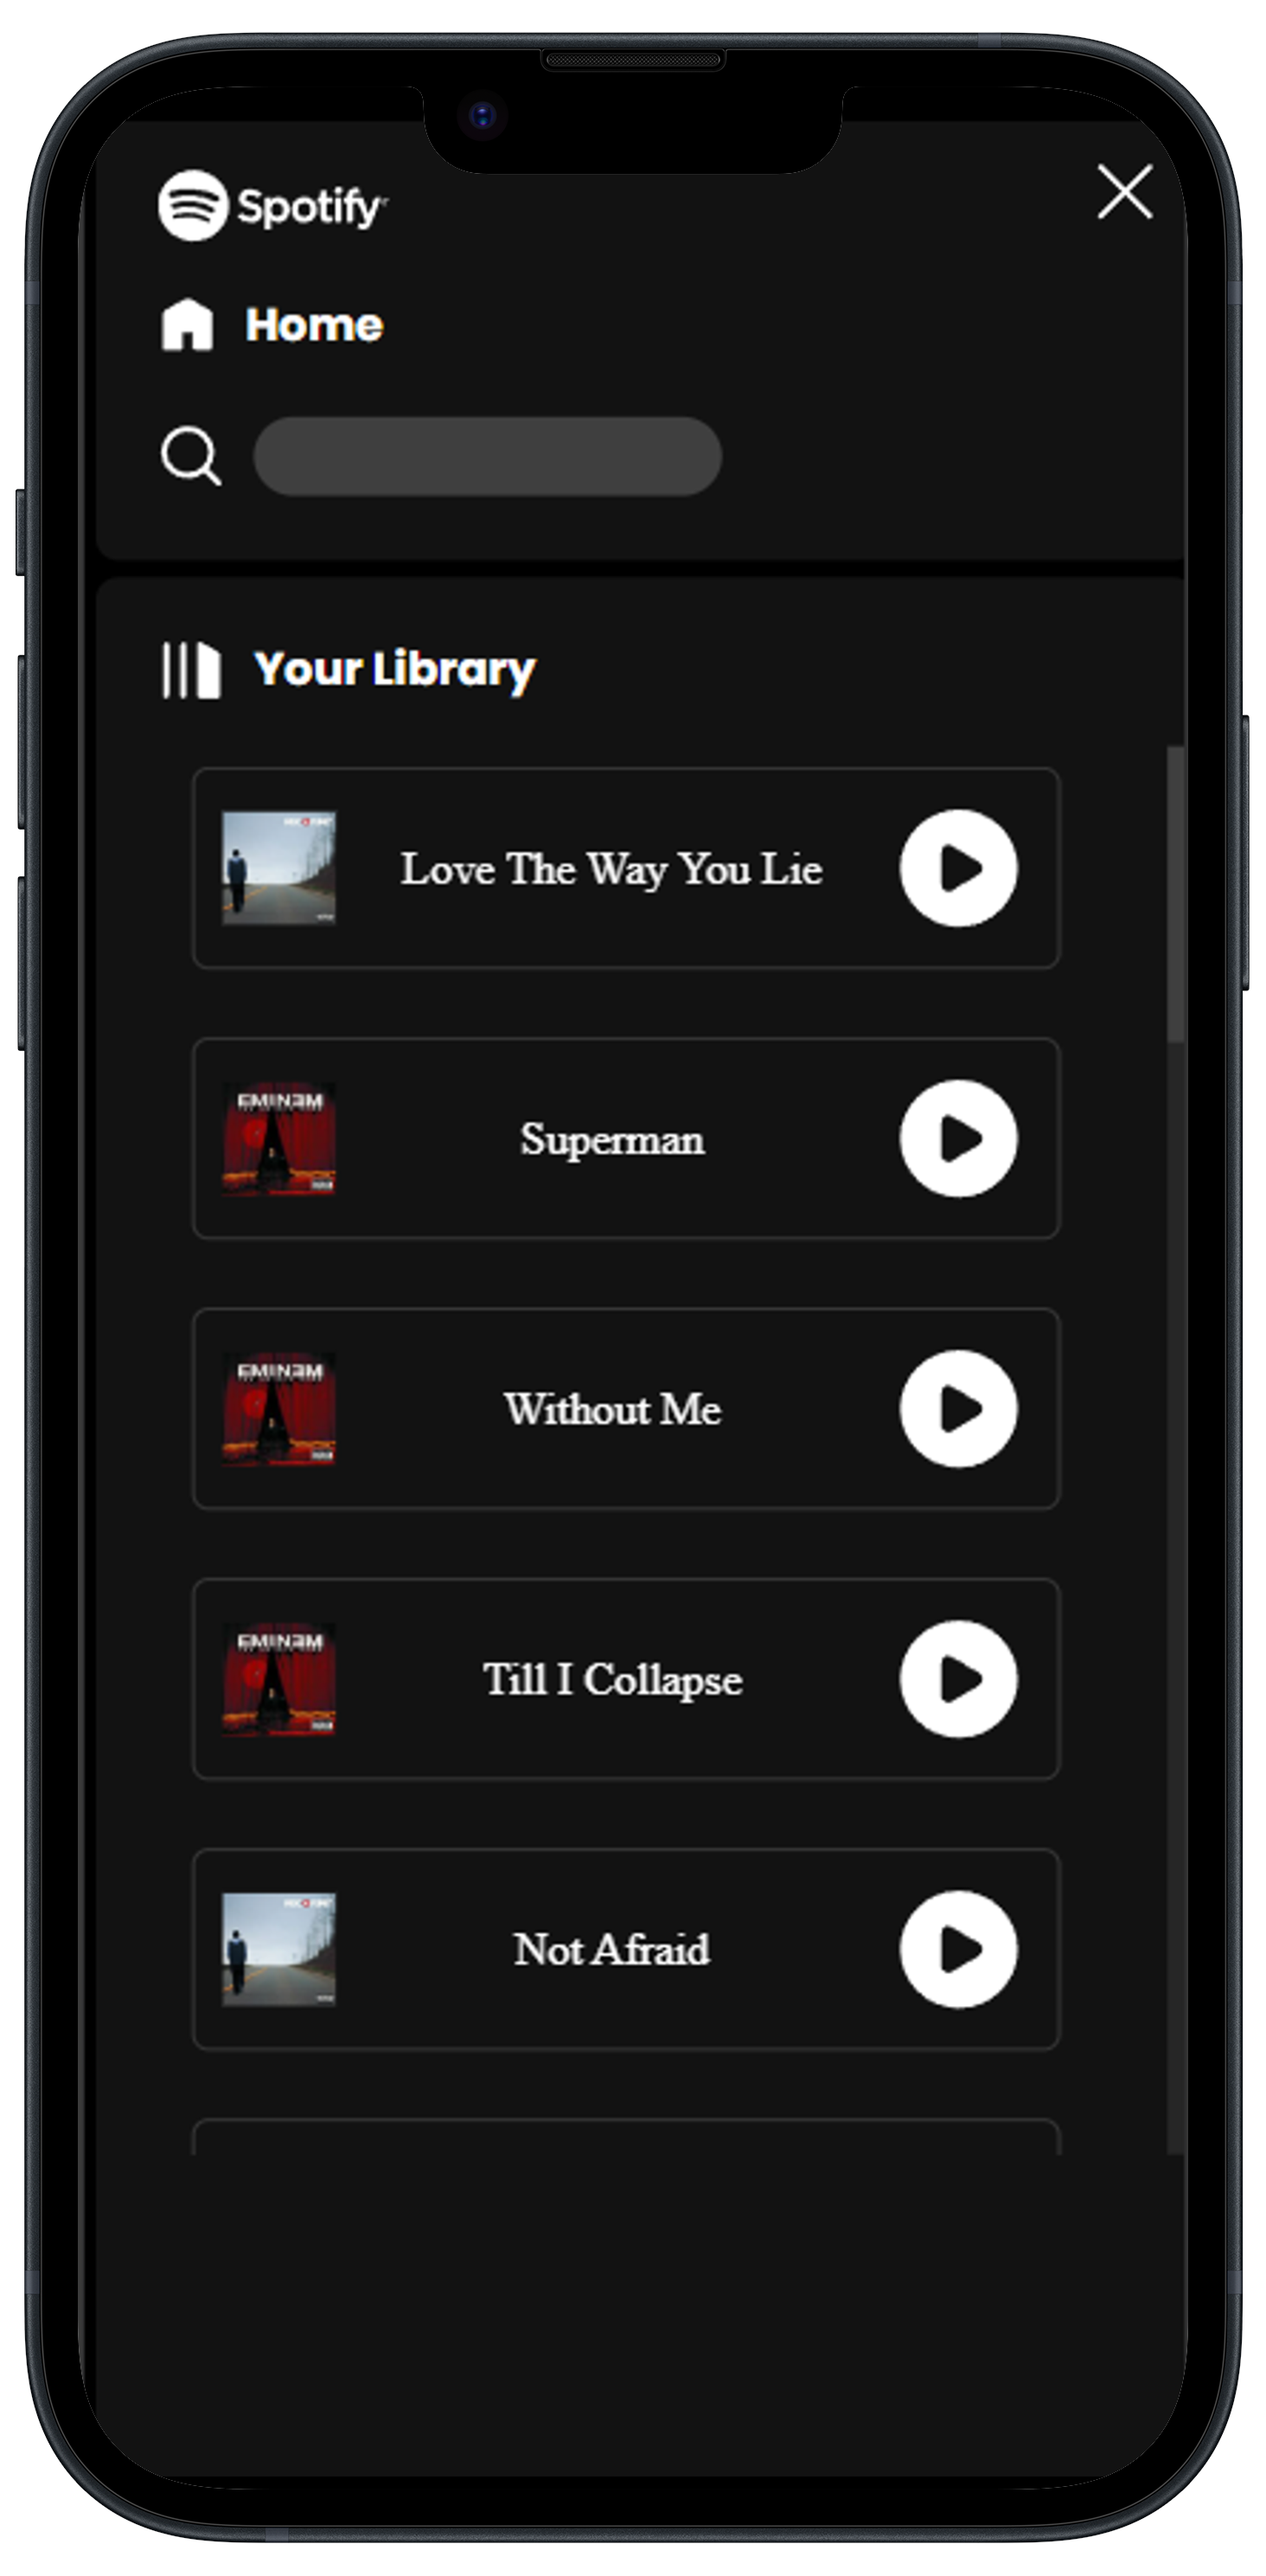 Spotify
Home
Your Library
Love The Way You Lie
EMINEM
Superman
EMINEM
Without Me
EMINEM
Till I Collapse
Not Afraid